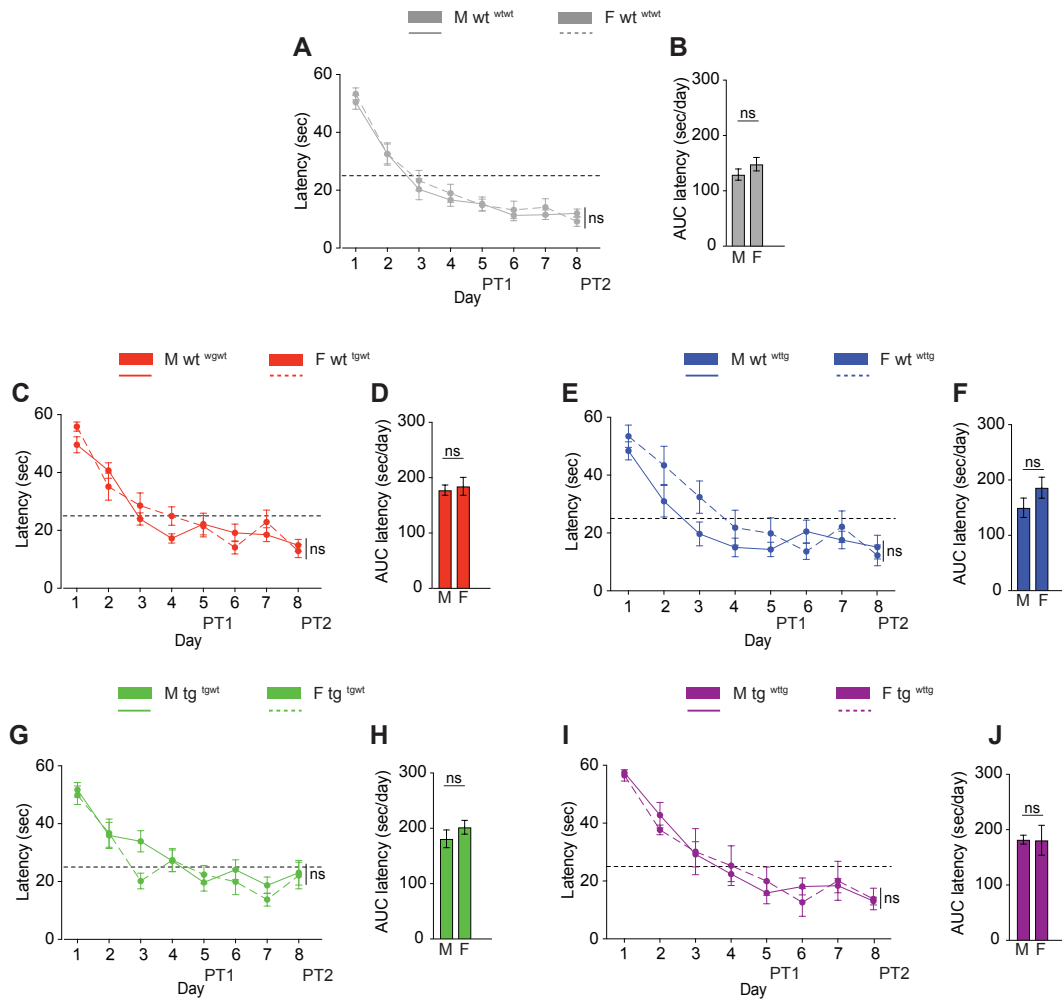 M wt wtwt F wt wtwt
A
Latency (sec)
60
40
20
0
1 2 3 4 5 6 7 8
PT1 PT2
Day
ns
B
AUC latency (sec/day)
300
200
100
0
ns
M F
M wt wgwt F wt tgwt
C
Latency (sec)
60
40
20
0
1 2 3 4 5 6 7 8
PT1 PT2
Day
ns
D
AUC latency (sec/day)
300
200
100
0
ns
M F
M wt wttg F wt wttg
E
Latency (sec)
60
40
20
0
1 2 3 4 5 6 7 8
PT1 PT2
Day
ns
F
AUC latency (sec/day)
300
200
100
0
ns
M F
M tg tgwt F tg tgwt
G
Latency (sec)
60
40
20
0
1 2 3 4 5 6 7 8
PT1 PT2
Day
ns
H
AUC latency (sec/day)
300
200
100
0
ns
M F
M tg wttg F tg wttg
I
Latency (sec)
60
40
20
0
1 2 3 4 5 6 7 8
PT1 PT2
Day
ns
J
AUC latency (sec/day)
300
200
100
0
ns
M F